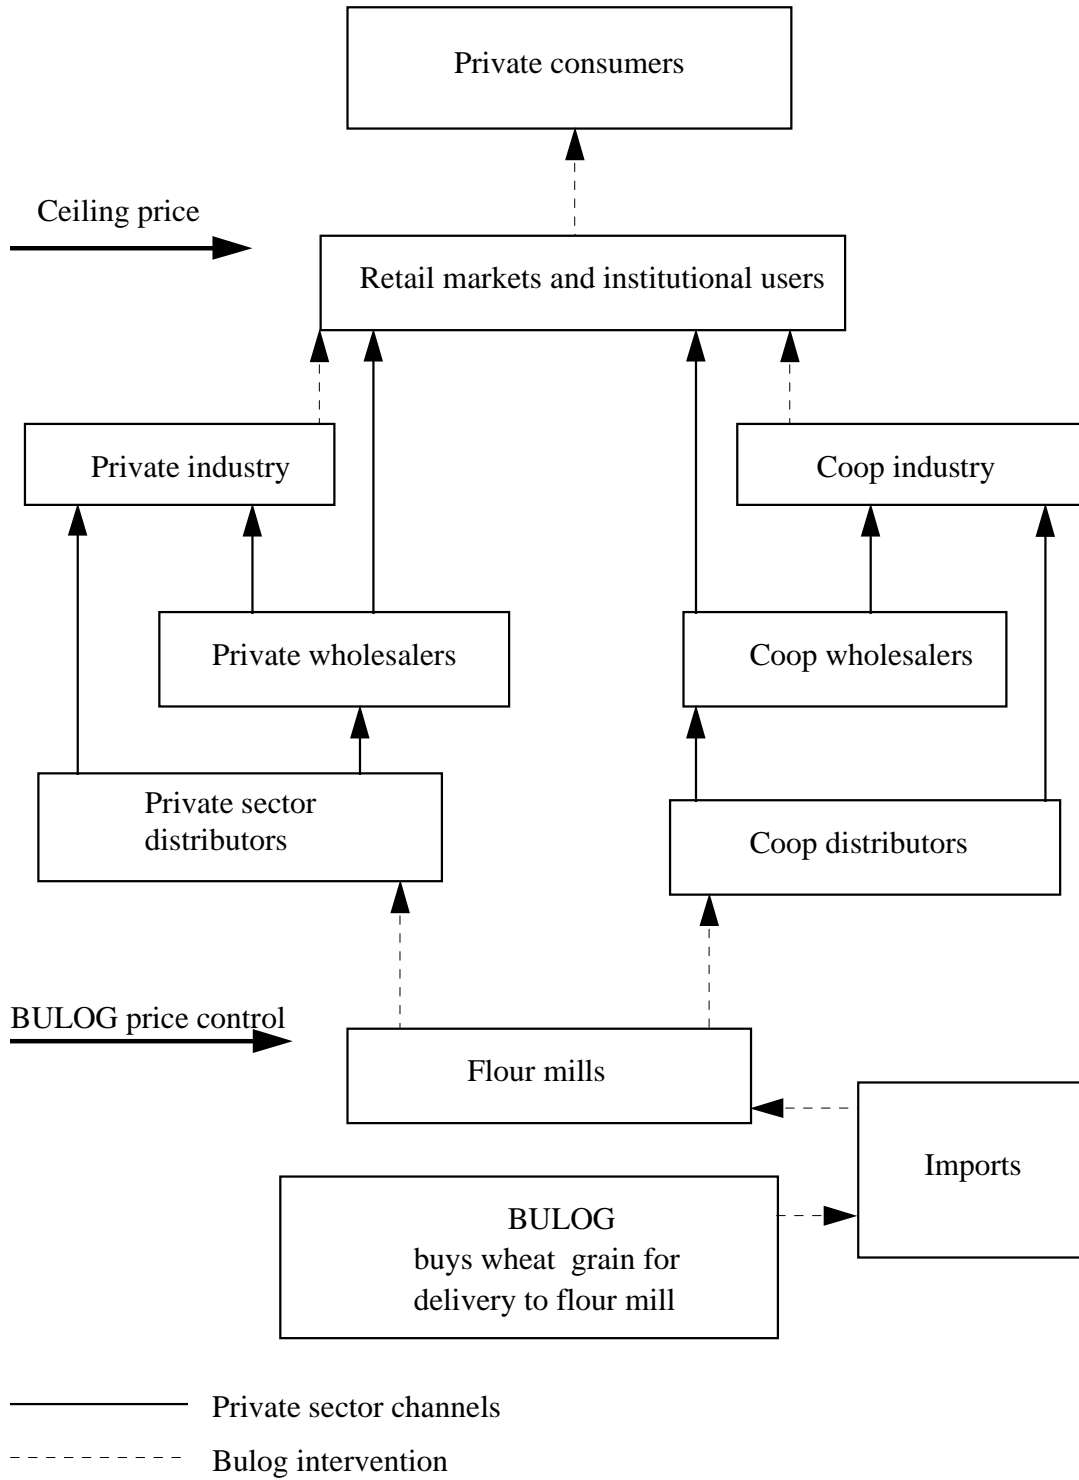 Private consumers
Ceiling price
Retail markets and institutional users
Private industry
Coop industry
Private wholesalers
Coop wholesalers
Private sector
distributors
Coop distributors
BULOG price control
Flour mills
Imports
BULOG
buys wheat grain for
delivery to flour mill
Private sector channels
Bulog intervention